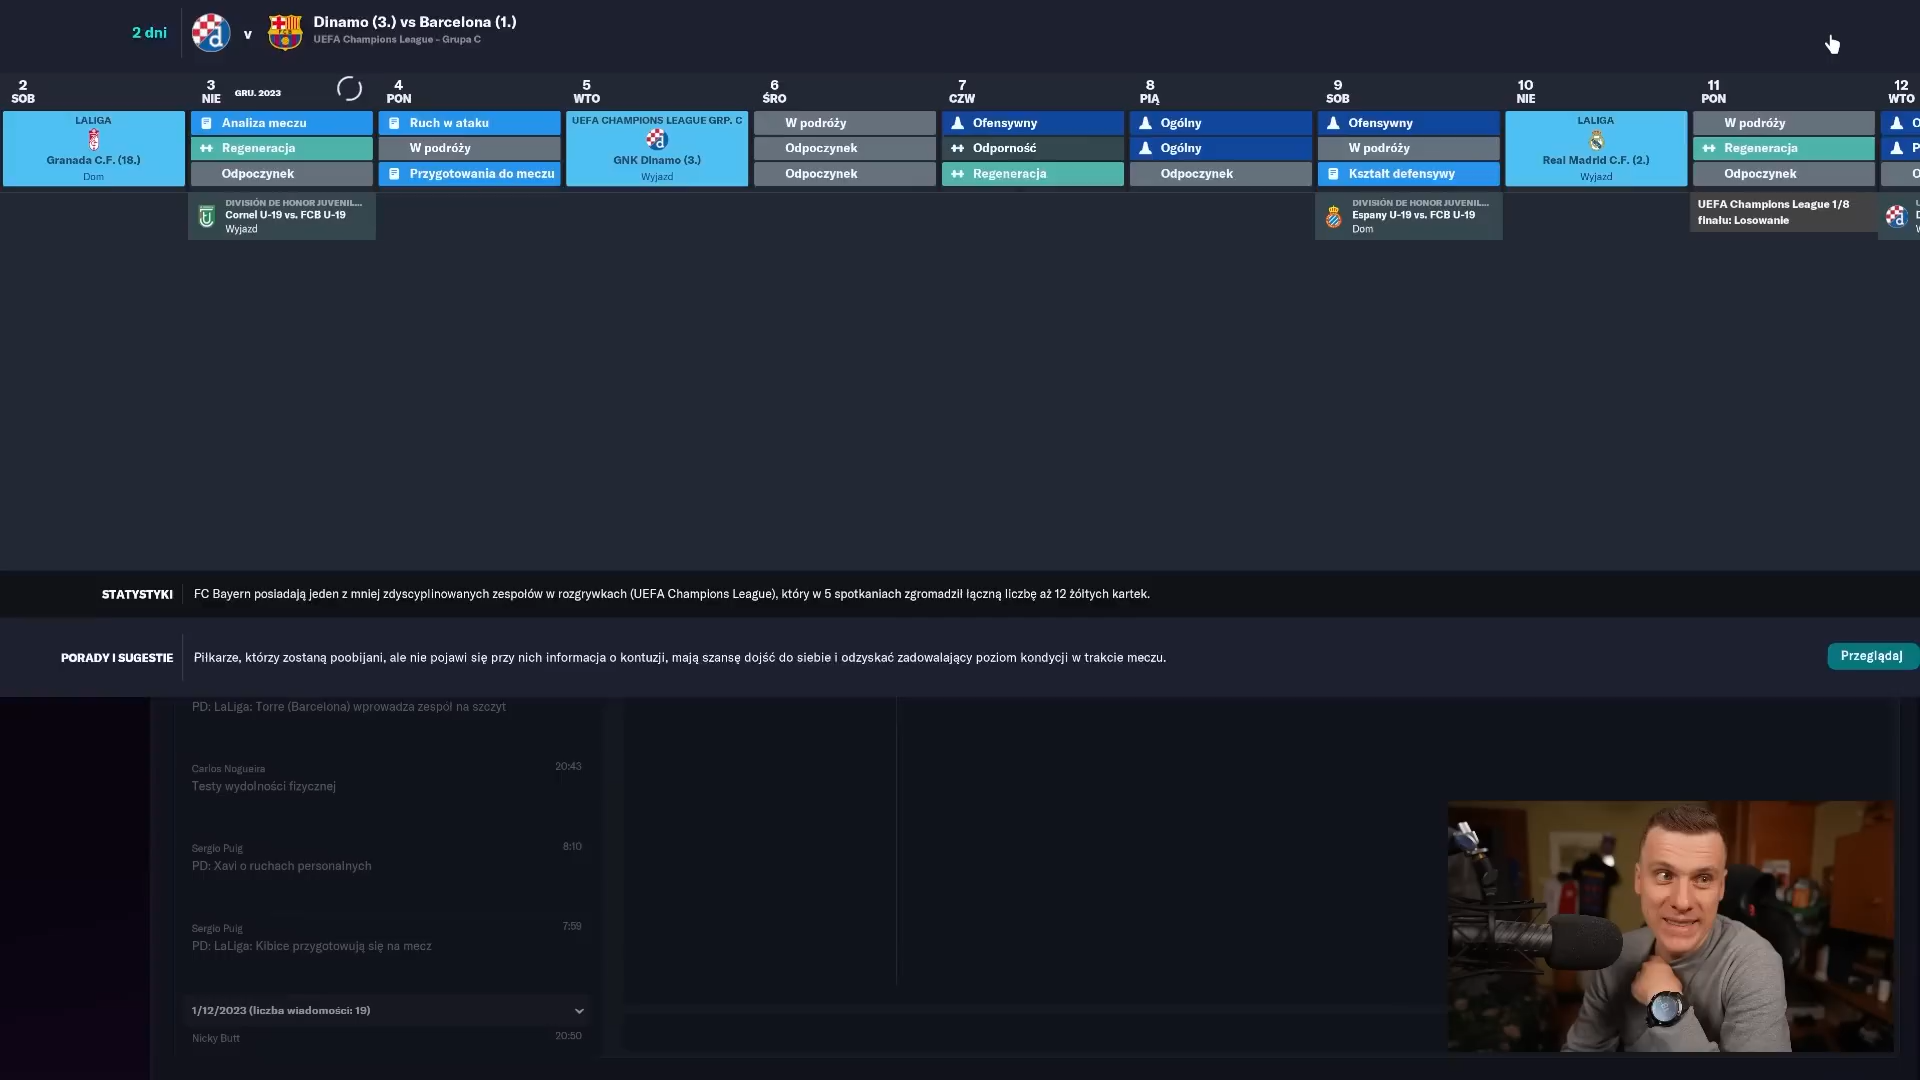 2 dni
v
Dinamo (3.) vs Barcelona (1.)
UEFA Champions League - Grupa C
2
SOB
LALIGA
Granada C.F. (18.)
Dom
3
NIE
GRU. 2023
Analiza meczu
Regeneracja
Odpoczynek
DIVISIÓN DE HONOR JUVENIL...
Cornel U-19 vs. FCB U-19
Wyjazd
4
PON
Ruch w ataku
W podróży
Przygotowania do meczu
5
WTO
UEFA CHAMPIONS LEAGUE GRP. C
GNK Dinamo (3.)
Wyjazd
6
ŚRO
W podróży
Odpoczynek
Odpoczynek
7
CZW
Ofensywny
Odporność
Regeneracja
8
PIĄ
Ogólny
Ogólny
Odpoczynek
9
SOB
Ofensywny
W podróży
Kształt defensywy
DIVISIÓN DE HONOR JUVENIL...
Espany U-19 vs. FCB U-19
Dom
10
NIE
LALIGA
Real Madrid C.F. (2.)
Wyjazd
11
PON
W podróży
Regeneracja
Odpoczynek
UEFA Champions League 1/8
finału: Losowanie
12
WTO
STATYSTYKI
FC Bayern posiadają jeden z mniej zdyscyplinowanych zespołów w rozgrywkach (UEFA Champions League), który w 5 spotkaniach zgromadził łączną liczbę aż 12 żółtych kartek.
PORADY I SUGESTIE
Piłkarze, którzy zostaną poobijani, ale nie pojawi się przy nich informacja o kontuzji, mają szansę dojść do siebie i odzyskać zadowalający poziom kondycji w trakcie meczu.
Przeglądaj
PD: LaLiga: Torre (Barcelona) wprowadza zespół na szczyt
Carlos Nogueira
20:43
Testy wydolności fizycznej
Sergio Puig
8:10
PD: Xavi o ruchach personalnych
Sergio Puig
7:59
PD: LaLiga: Kibice przygotowują się na mecz
1/12/2023 (liczba wiadomości: 19)
Nicky Butt
20:50